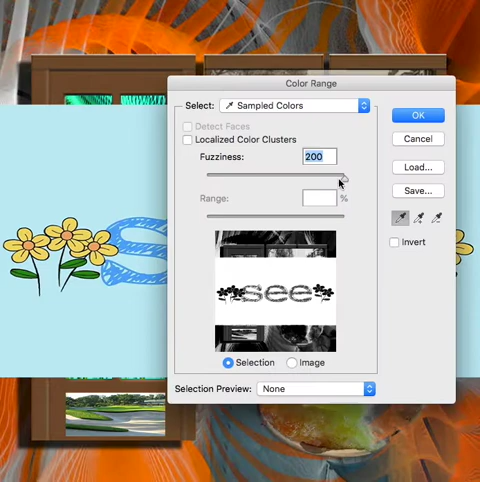 Color Range
Select: Sampled Colors
OK
Detect Faces
Localized Color Clusters
Cancel
Fuzziness: 200
Load...
Save...
Range: %
Invert
see
S
Selection Image
Selection Preview: None